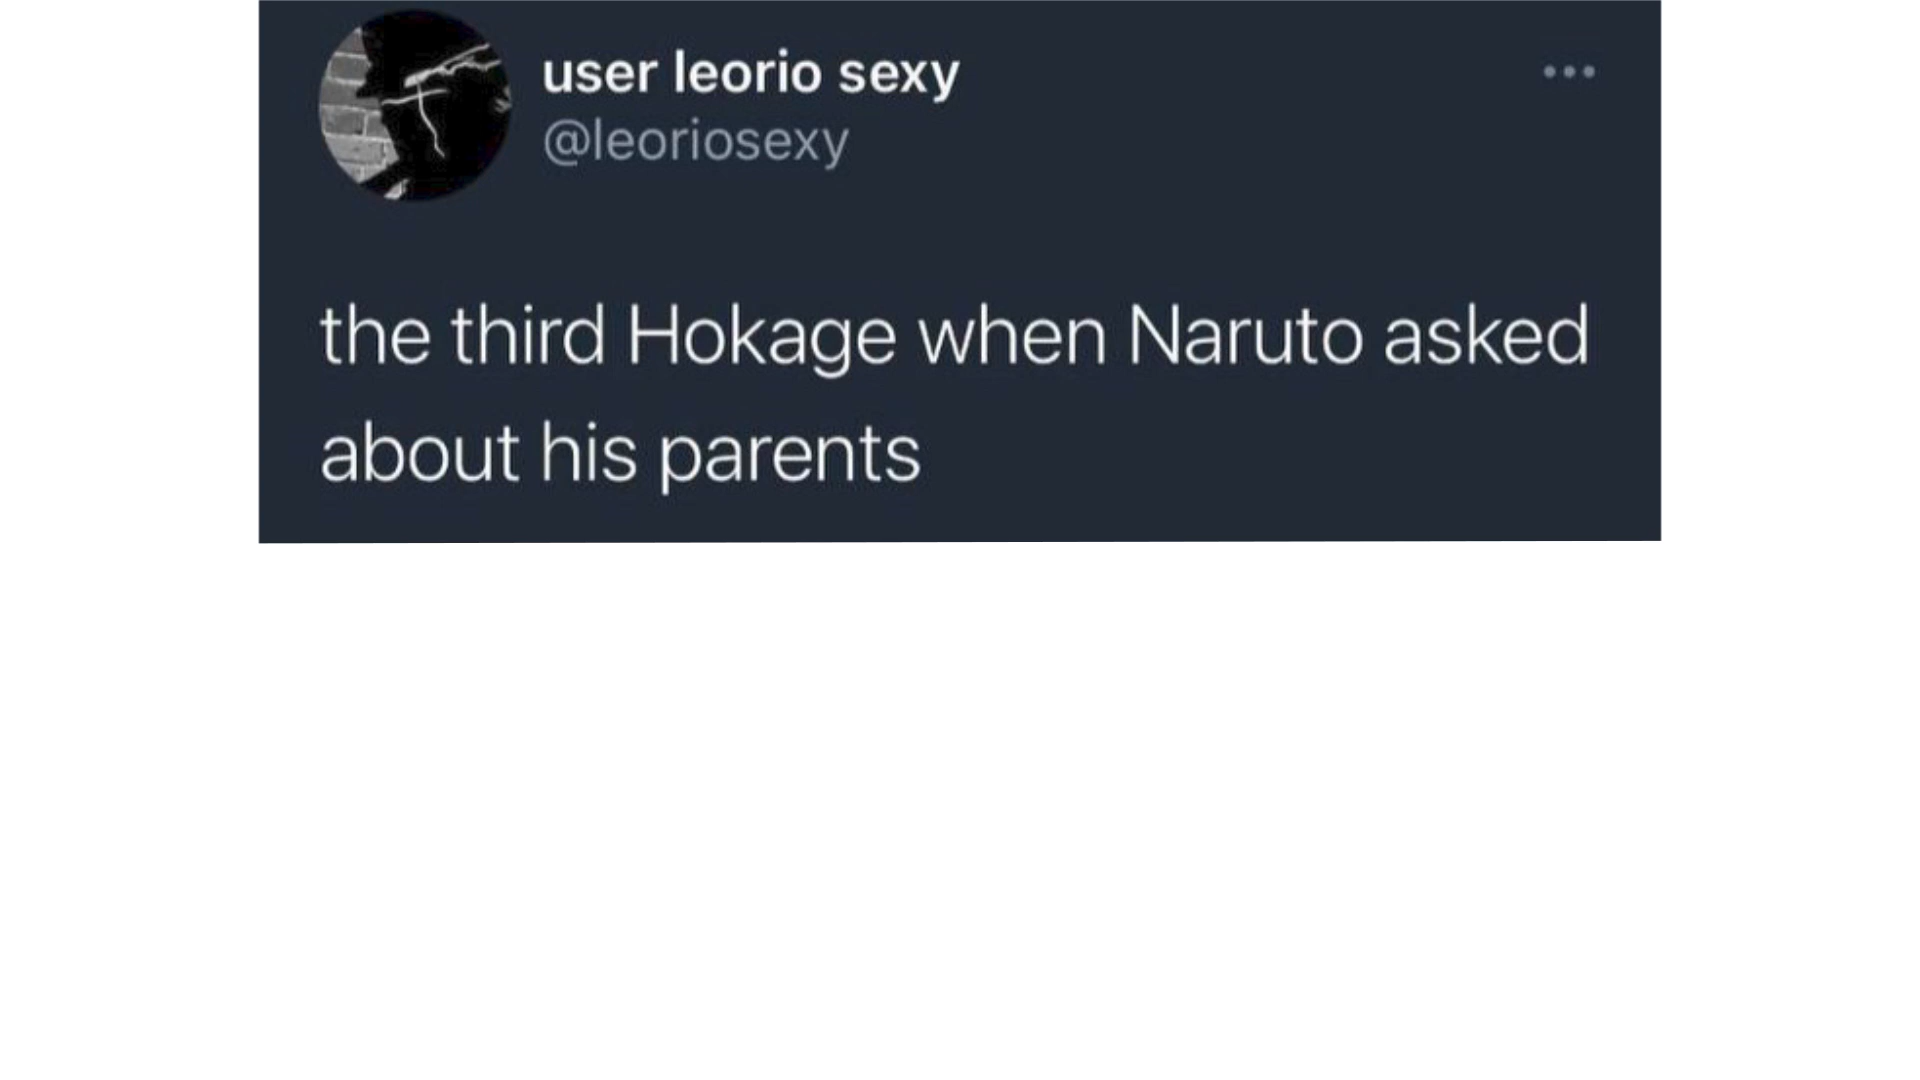 user leorio sexy
@leoriosexy
the third Hokage when Naruto asked
about his parents